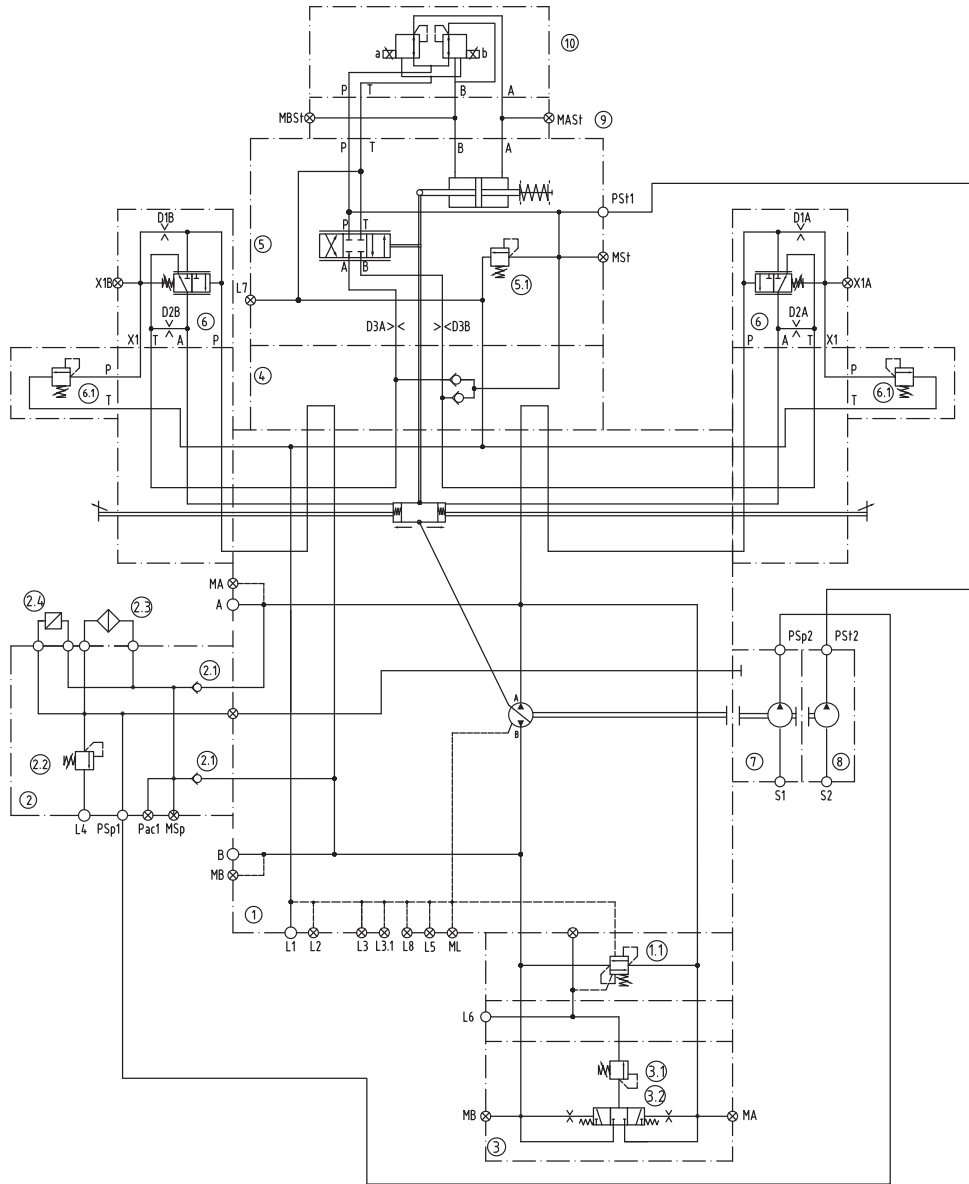 10
a b
P T B A
MBSt MASt 9
P T B A
PSt1
D1B P T D1A
5
5.1
MSt
A B
X1B X1A
L7
D2B 6 D3A D3B 6 D2A
X1 T A P P A T X1
P 4 P
6.1 6.1
T T
MA
2.4 2.3 A
PSp2 PSt2
2.1
A
B
2.2 2.1 7 8
2 S1 S2
L4 PSp1 Pac1 MSp
B
MB
1
L1 L2 L3 L3.1 L8 L5 ML
1.1
L6
3.1
3.2
MB MA
3